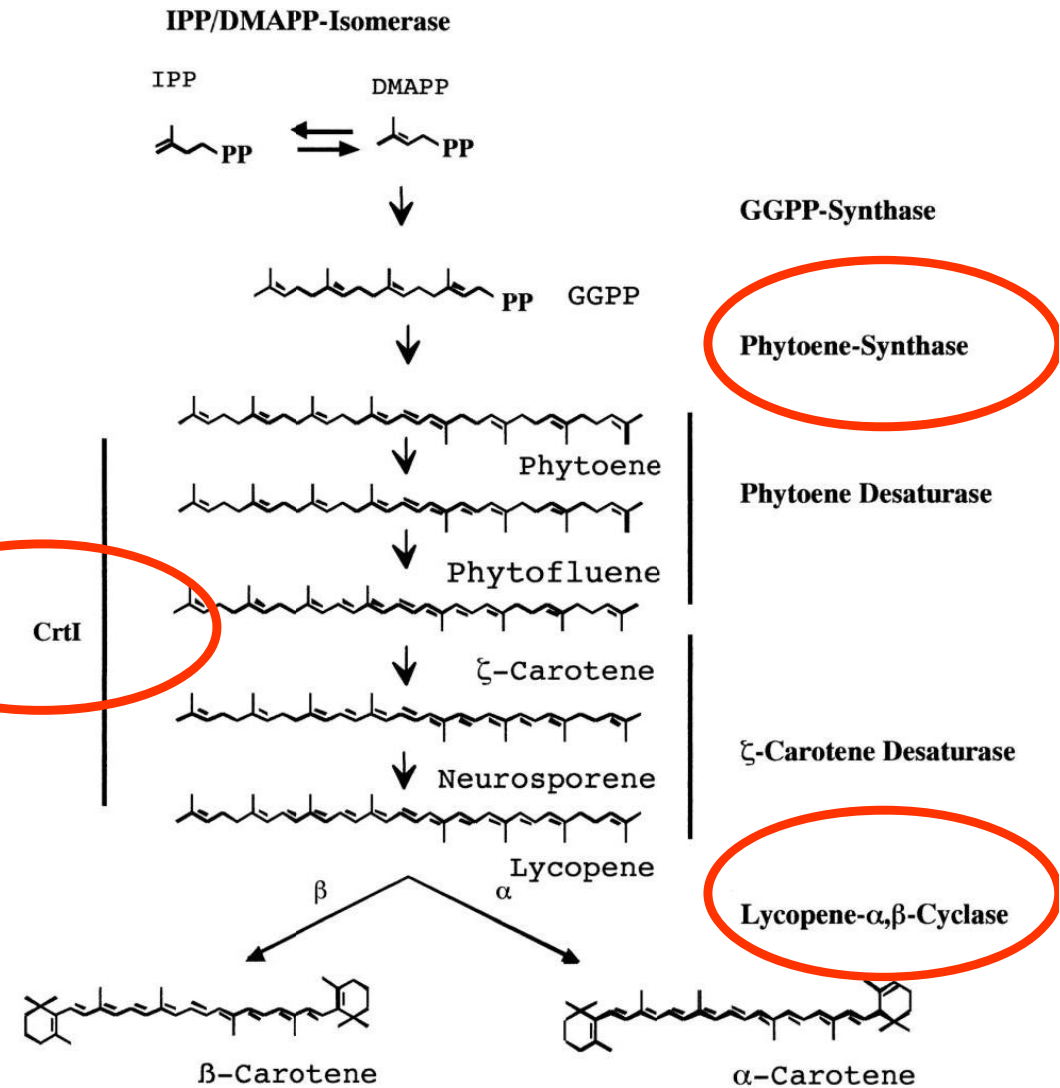 IPP/DMAPP-Isomerase
IPP
DMAPP
PP
PP
GGPP-Synthase
PP
GGPP
Phytoene-Synthase
Phytoene
Phytoene Desaturase
Phytofluene
CrtI
ζ-Carotene
ζ-Carotene Desaturase
Neurosporene
Lycopene
β
α
Lycopene-α,β-Cyclase
ß-Carotene
α-Carotene